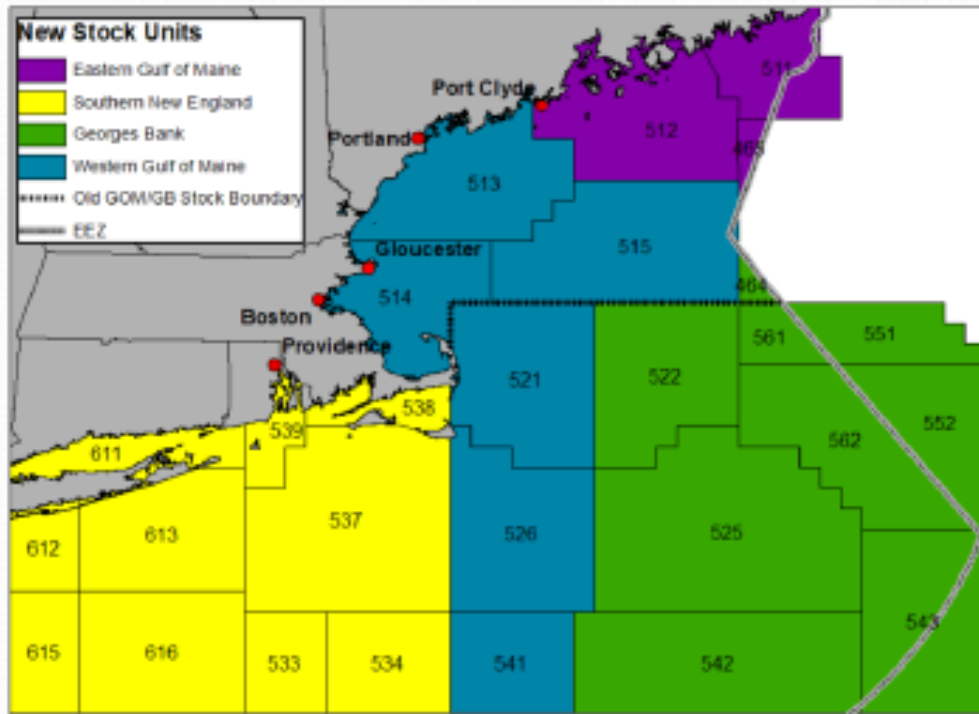 New Stock Units
Eastern Gulf of Maine
Southern New England
Georges Bank
Western Gulf of Maine
Old GOM/GB Stock Boundary
EEZ
511
Port Clyde
512
Portland
465
513
515
Gloucester
464
514
Boston
561
551
Providence
521
522
538
552
539
562
611
537
526
525
613
612
543
615
616
533
534
541
542